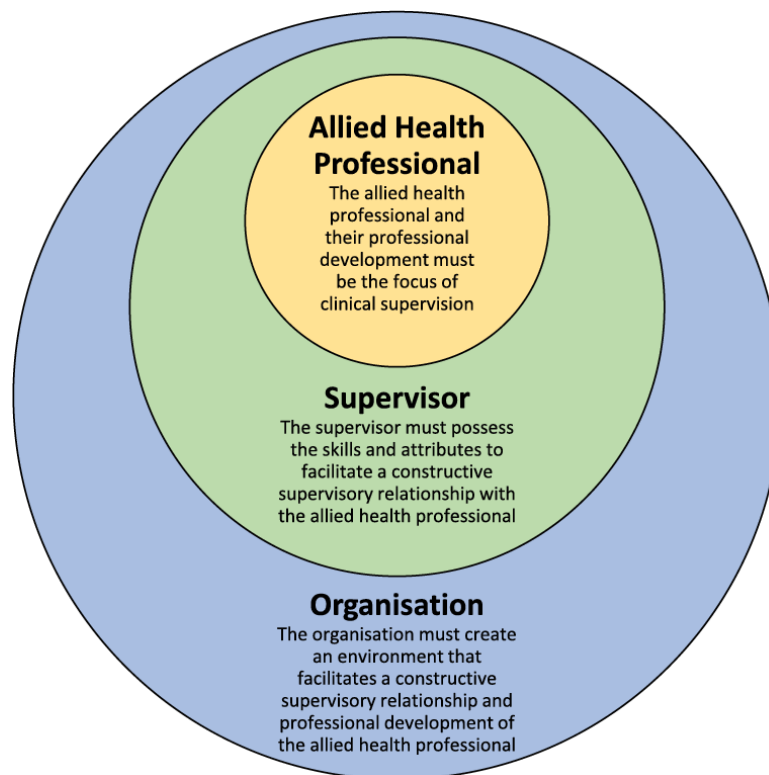 Allied Health
Professional
The allied health
professional and
their professional
development must
be the focus of
clinical supervision
Supervisor
The supervisor must possess
the skills and attributes to
facilitate a constructive
supervisory relationship with
the allied health professional
Organisation
The organisation must create
an environment that
facilitates a constructive
supervisory relationship and
professional development of
the allied health professional